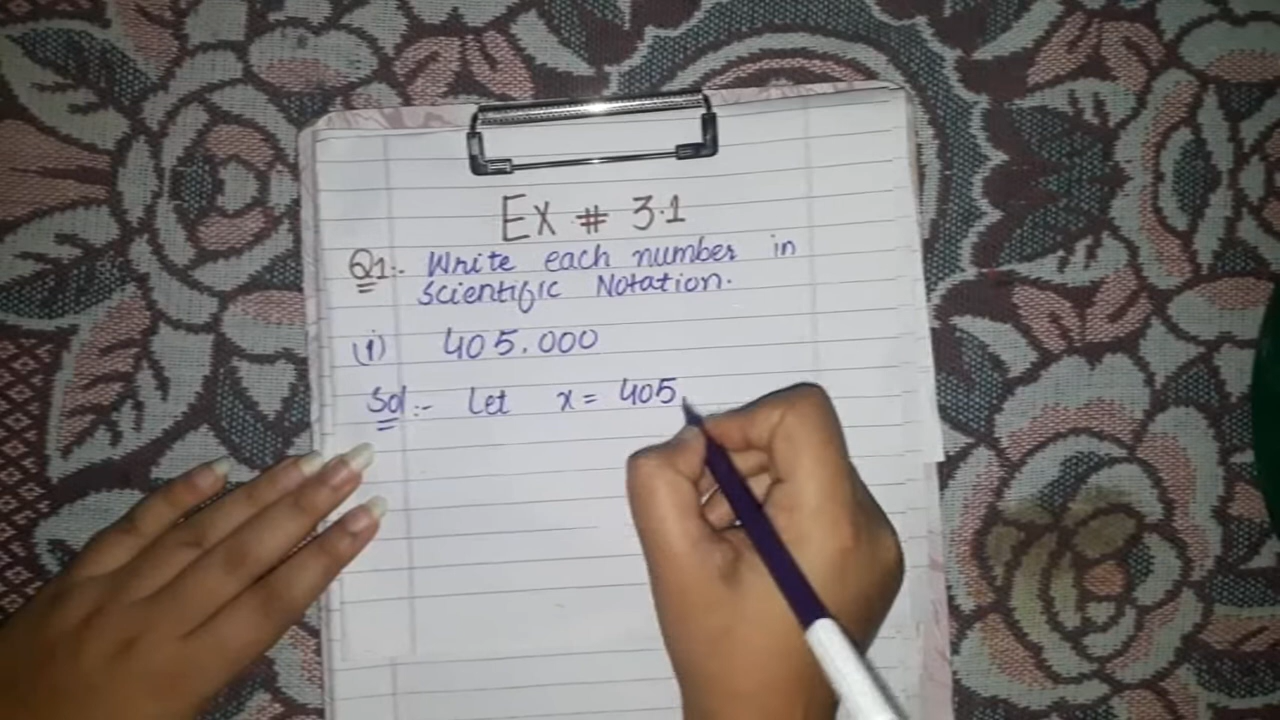 Ex # 3.1
Q1:- Write each number in
Scientific Notation.
(i) 405.000
Sol:- Let x = 405.